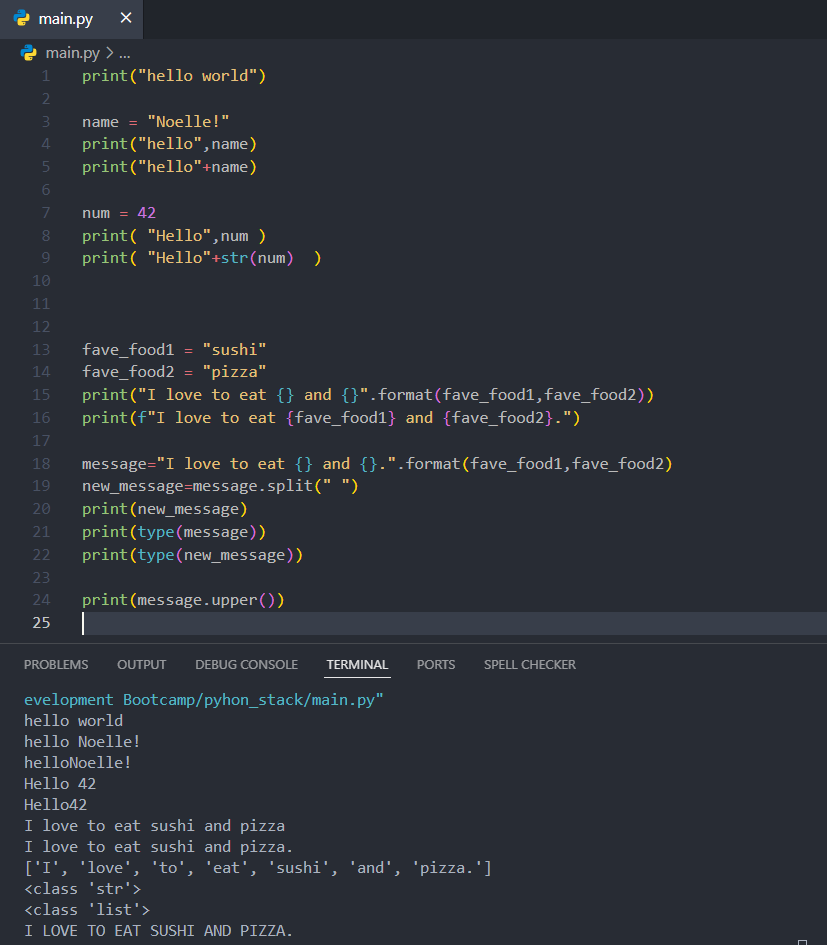 main.py ×
main.py > ...
1 print("hello world")
2
3 name = "Noelle!"
4 print("hello",name)
5 print("hello"+name)
6
7 num = 42
8 print( "Hello",num )
9 print( "Hello"+str(num)  )
10
11
12
13 fave_food1 = "sushi"
14 fave_food2 = "pizza"
15 print("I love to eat {} and {}".format(fave_food1,fave_food2))
16 print(f"I love to eat {fave_food1} and {fave_food2}.")
17
18 message="I love to eat {} and {}.".format(fave_food1,fave_food2)
19 new_message=message.split(" ")
20 print(new_message)
21 print(type(message))
22 print(type(new_message))
23
24 print(message.upper())
25
PROBLEMS OUTPUT DEBUG CONSOLE TERMINAL PORTS SPELL CHECKER
evelopment Bootcamp/pyhon_stack/main.py"
hello world
hello Noelle!
helloNoelle!
Hello 42
Hello42
I love to eat sushi and pizza
I love to eat sushi and pizza.
['I', 'love', 'to', 'eat', 'sushi', 'and', 'pizza.']
<class 'str'>
<class 'list'>
I LOVE TO EAT SUSHI AND PIZZA.